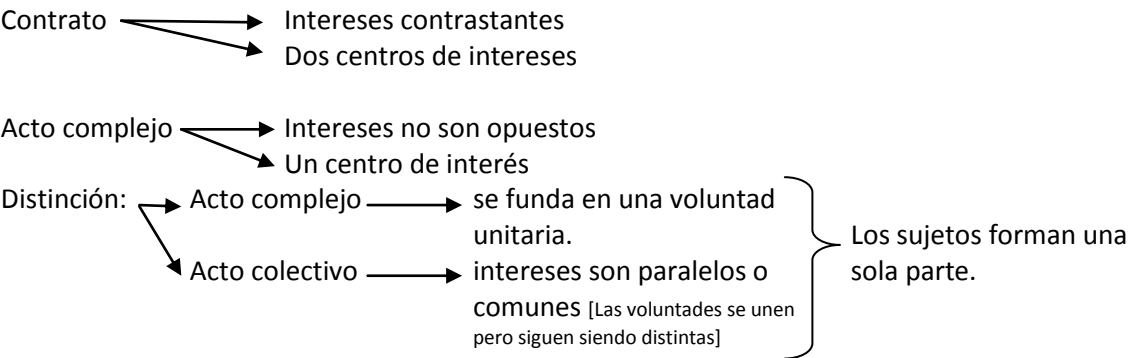 Contrato Intereses contrastantes
Dos centros de intereses
Acto complejo Intereses no son opuestos
Un centro de interés
Distinción: Acto complejo se funda en una voluntad
unitaria.
Acto colectivo intereses son paralelos o
comunes [Las voluntades se unen
pero siguen siendo distintas]
Los sujetos forman una
sola parte.